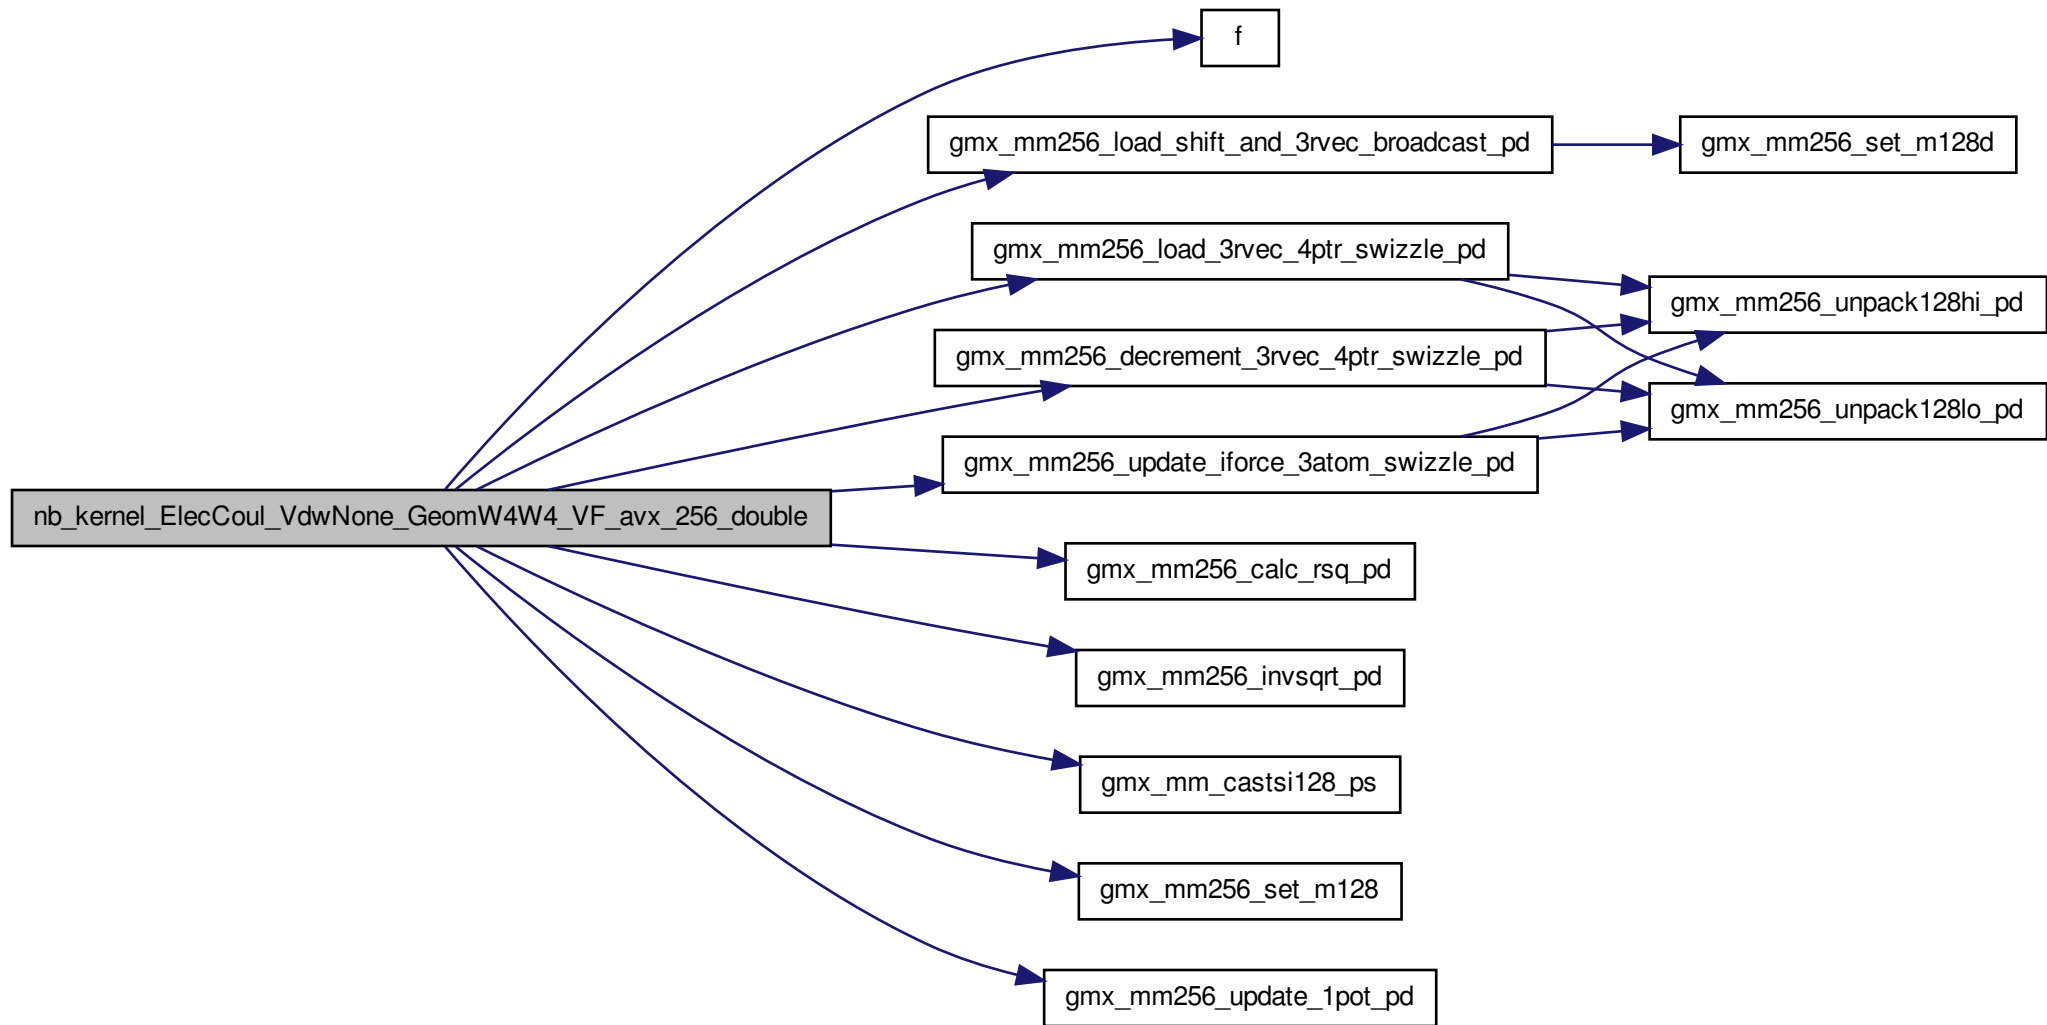 f
gmx_mm256_load_shift_and_3rvec_broadcast_pd
gmx_mm256_set_m128d
gmx_mm256_load_3rvec_4ptr_swizzle_pd
gmx_mm256_unpack128hi_pd
gmx_mm256_decrement_3rvec_4ptr_swizzle_pd
gmx_mm256_unpack128lo_pd
gmx_mm256_update_iforce_3atom_swizzle_pd
nb_kernel_ElecCoul_VdwNone_GeomW4W4_VF_avx_256_double
gmx_mm256_calc_rsq_pd
gmx_mm256_invsqrt_pd
gmx_mm_castsi128_ps
gmx_mm256_set_m128
gmx_mm256_update_1pot_pd